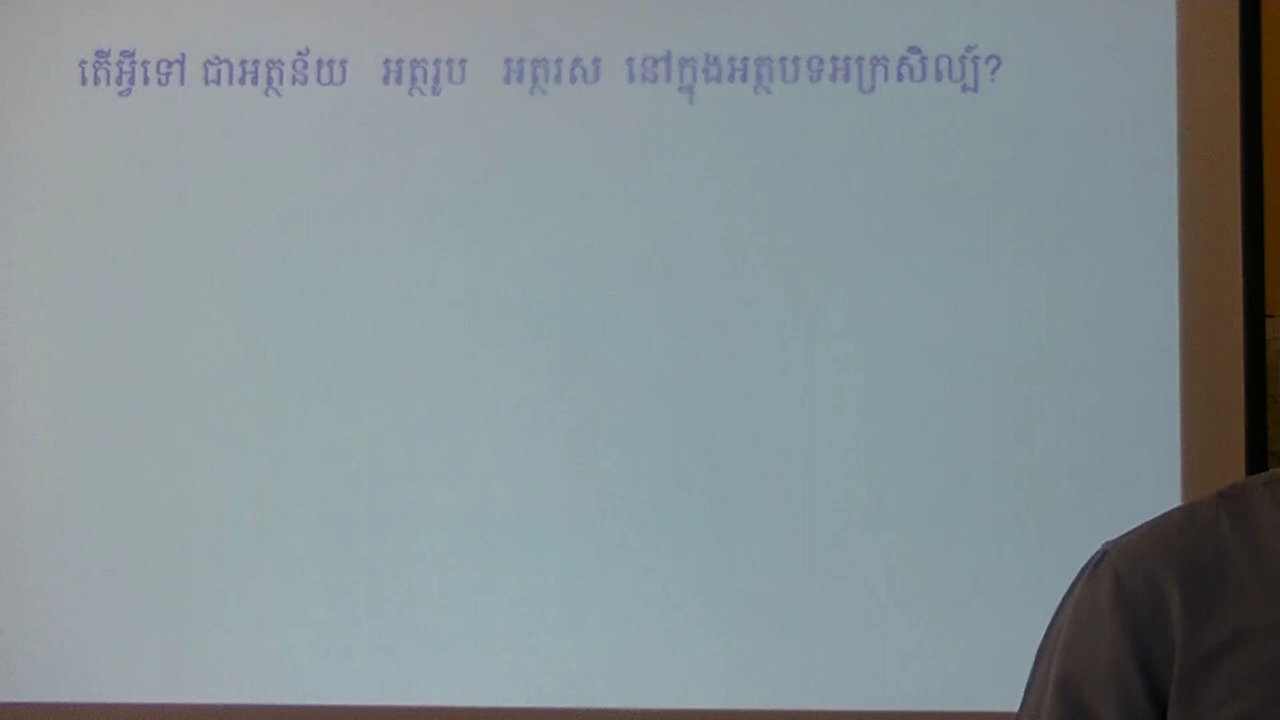 តើអ្វីទៅ ជាអត្ថន័យ អត្ថរូប អត្ថរស នៅក្នុងអត្ថបទអក្រសិល្ប៍?